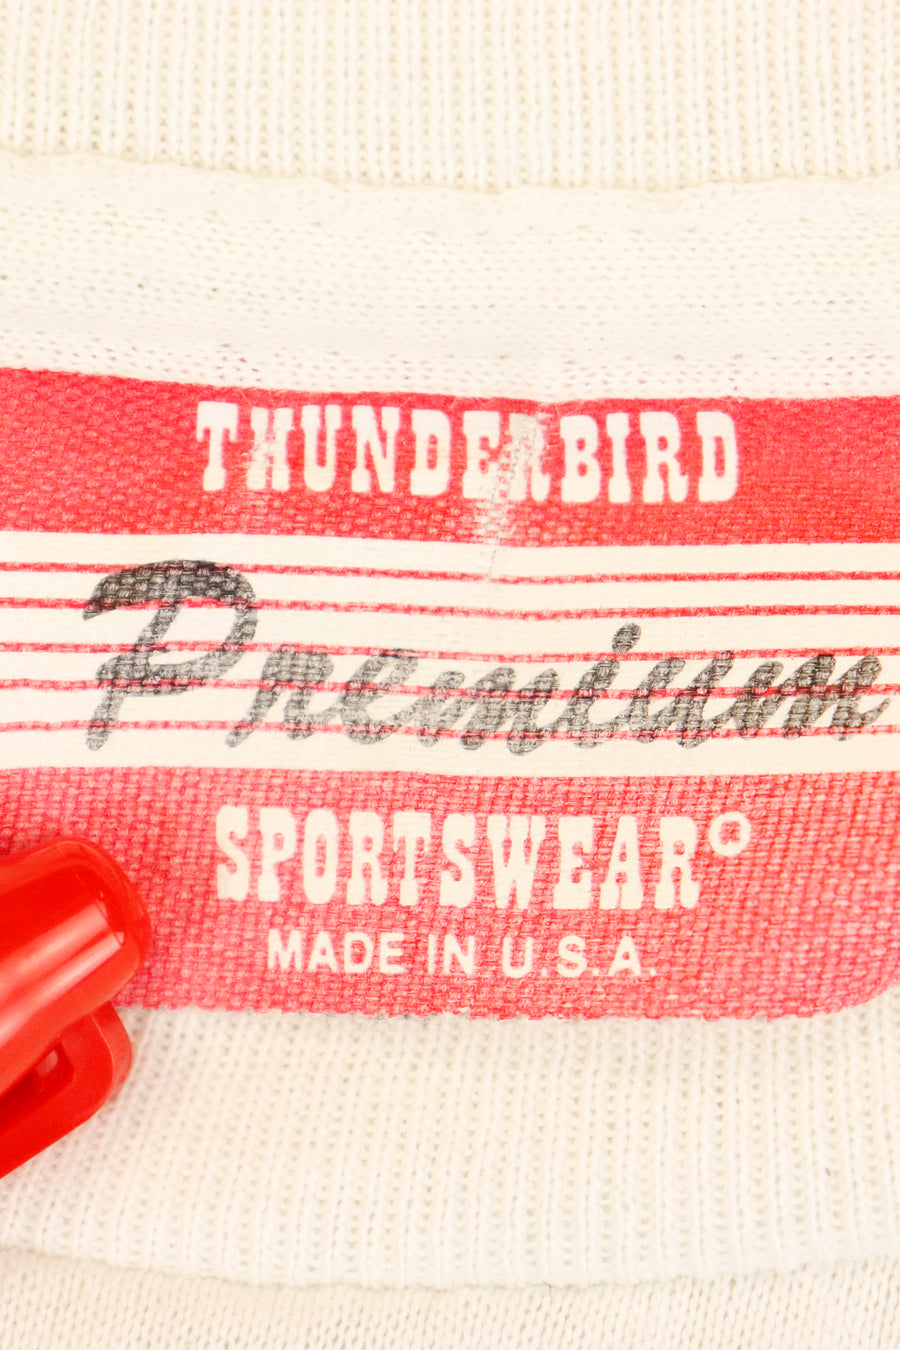 THUNDERBIRD
Premium
SPORTSWEAR®
MADE IN U.S.A.